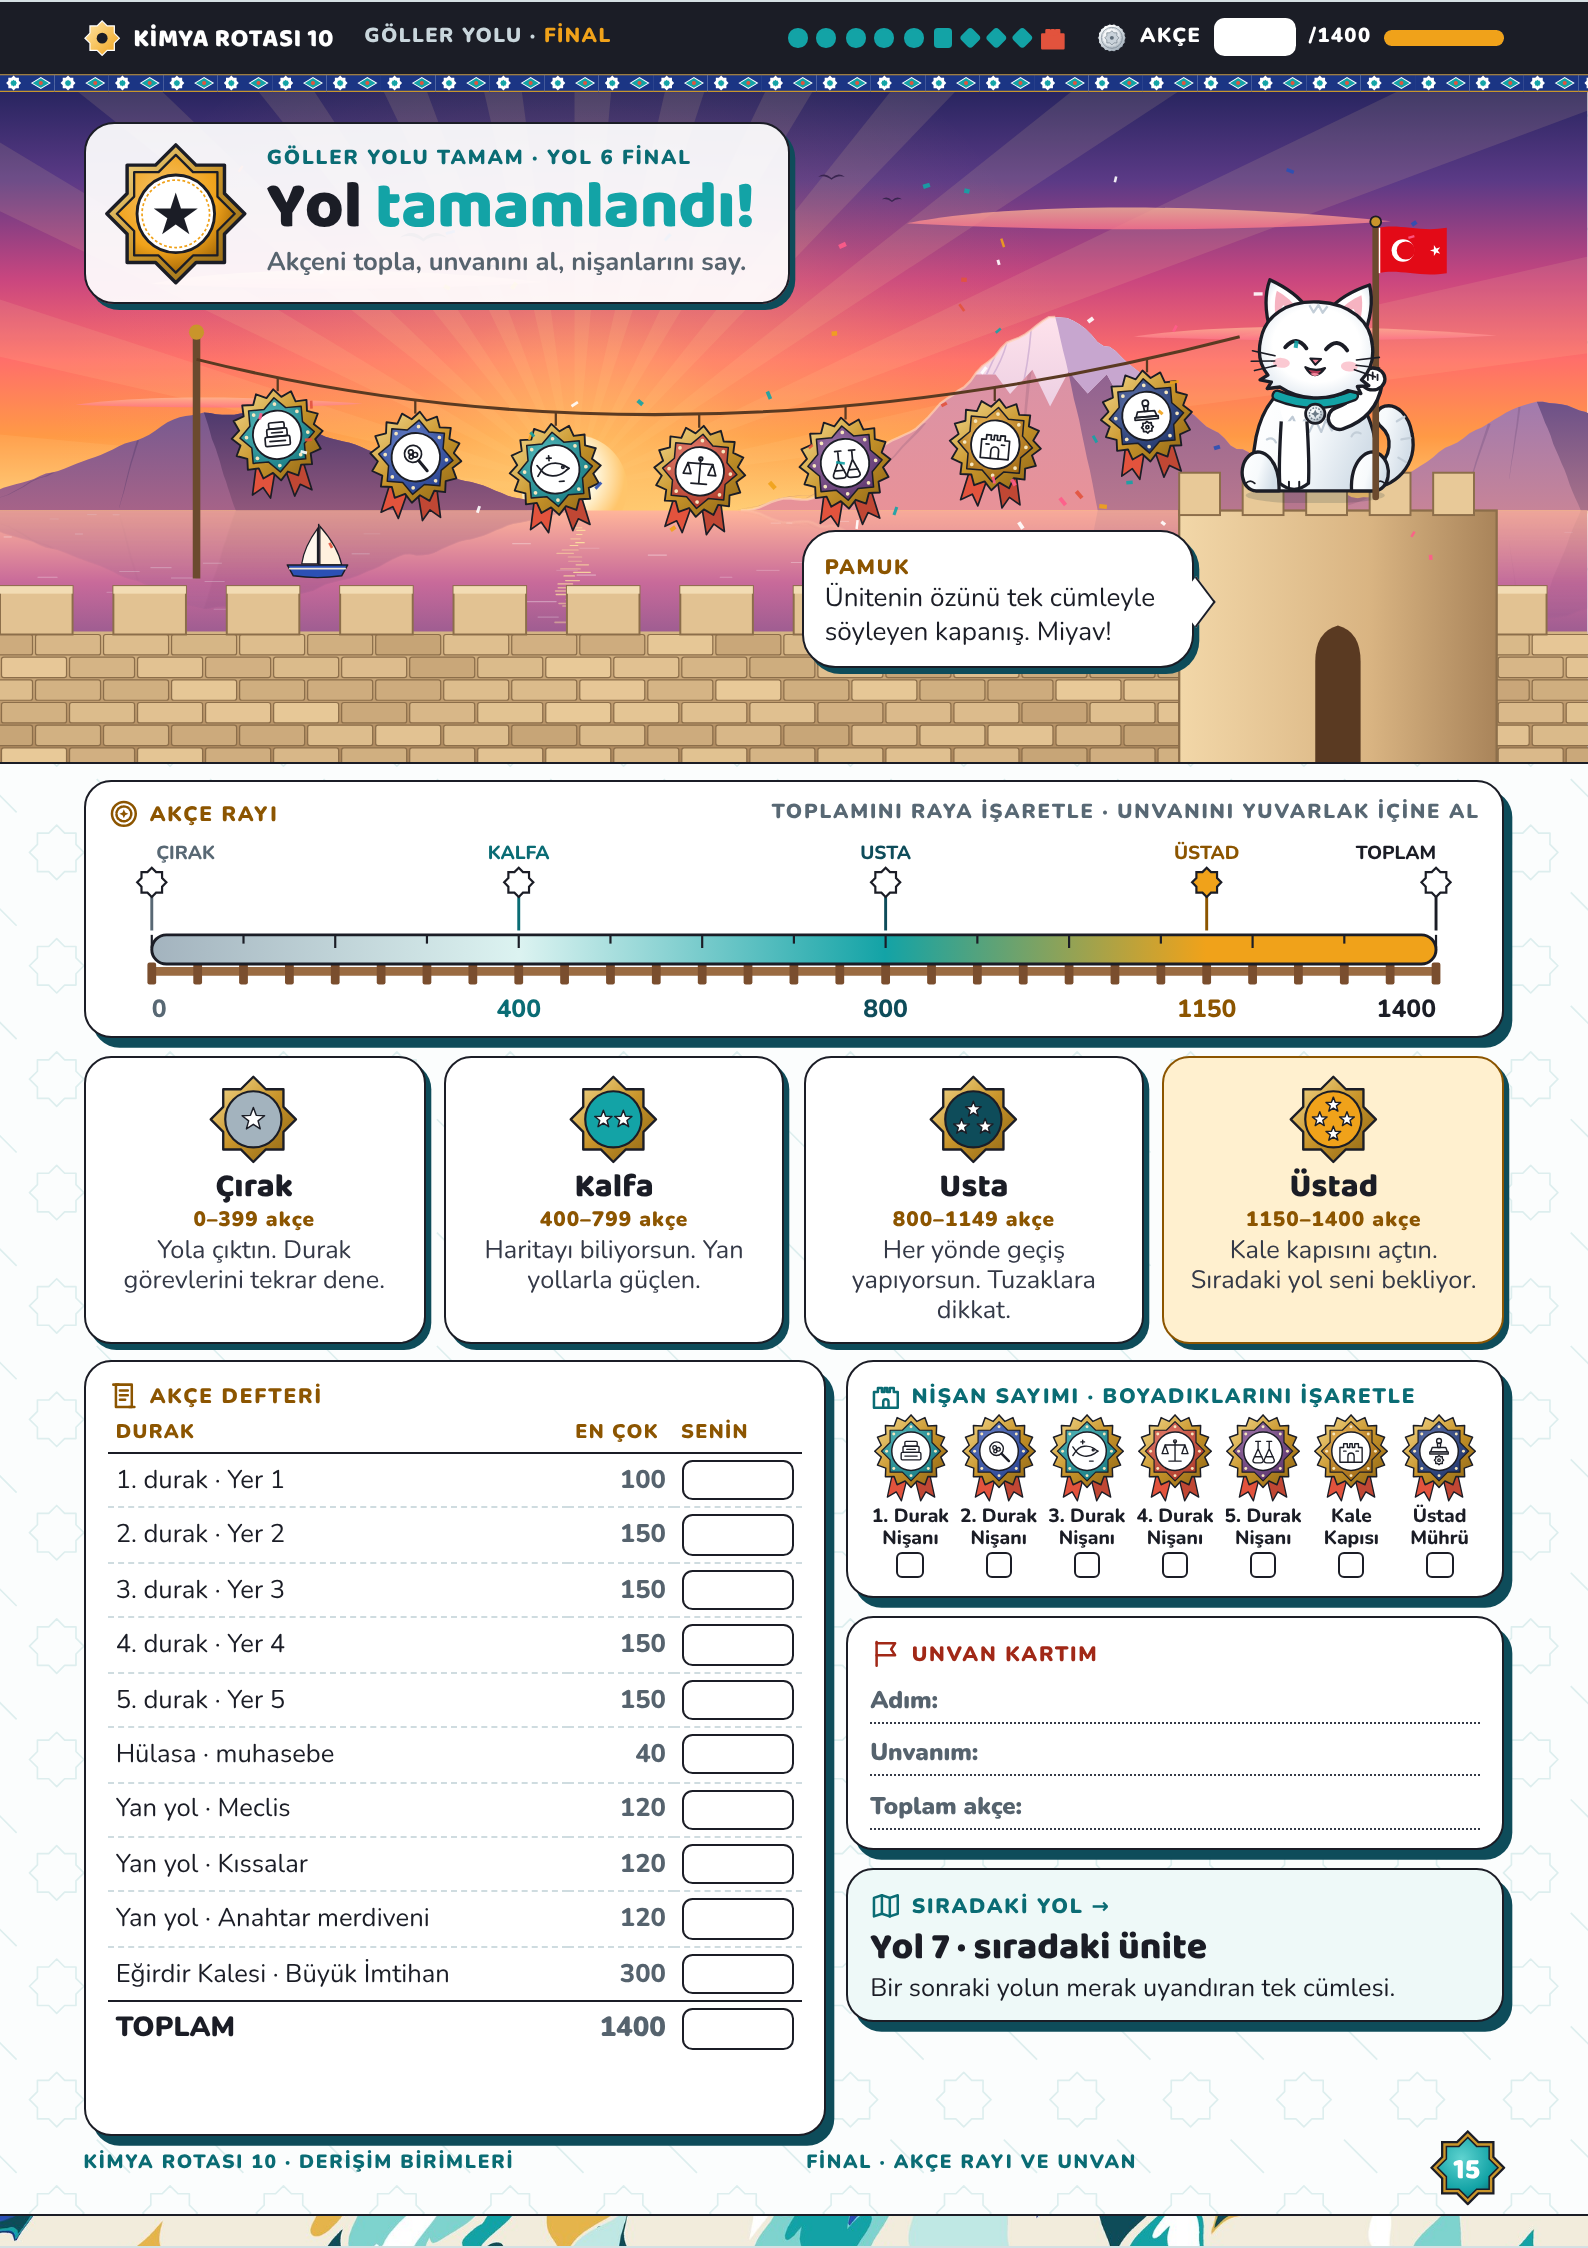 KİMYA ROTASI 10 GÖLLER YOLU · FİNAL AKÇE /1400
GÖLLER YOLU TAMAM · YOL 6 FİNAL
Yol tamamlandı!
Akçeni topla, unvanını al, nişanlarını say.
PAMUK
Ünitenin özünü tek cümleyle
söyleyen kapanış. Miyav!
AKÇE RAYI TOPLAMINI RAYA İŞARETLE · UNVANINI YUVARLAK İÇİNE AL
ÇIRAK KALFA USTA ÜSTAD TOPLAM
0 400 800 1150 1400
Çırak
0–399 akçe
Yola çıktın. Durak
görevlerini tekrar dene.
Kalfa
400–799 akçe
Haritayı biliyorsun. Yan
yollarla güçlen.
Usta
800–1149 akçe
Her yönde geçiş
yapıyorsun. Tuzaklara
dikkat.
Üstad
1150–1400 akçe
Kale kapısını açtın.
Sıradaki yol seni bekliyor.
AKÇE DEFTERİ
DURAK EN ÇOK SENİN
1. durak · Yer 1 100
2. durak · Yer 2 150
3. durak · Yer 3 150
4. durak · Yer 4 150
5. durak · Yer 5 150
Hülasa · muhasebe 40
Yan yol · Meclis 120
Yan yol · Kıssalar 120
Yan yol · Anahtar merdiveni 120
Eğirdir Kalesi · Büyük İmtihan 300
TOPLAM 1400
NİŞAN SAYIMI · BOYADIKLARINI İŞARETLE
1. Durak 2. Durak 3. Durak 4. Durak 5. Durak Kale Üstad
Nişanı Nişanı Nişanı Nişanı Nişanı Kapısı Mührü
UNVAN KARTIM
Adım:
Unvanım:
Toplam akçe:
SIRADAKİ YOL →
Yol 7 · sıradaki ünite
Bir sonraki yolun merak uyandıran tek cümlesi.
KİMYA ROTASI 10 · DERİŞİM BİRİMLERİ FİNAL · AKÇE RAYI VE UNVAN 15